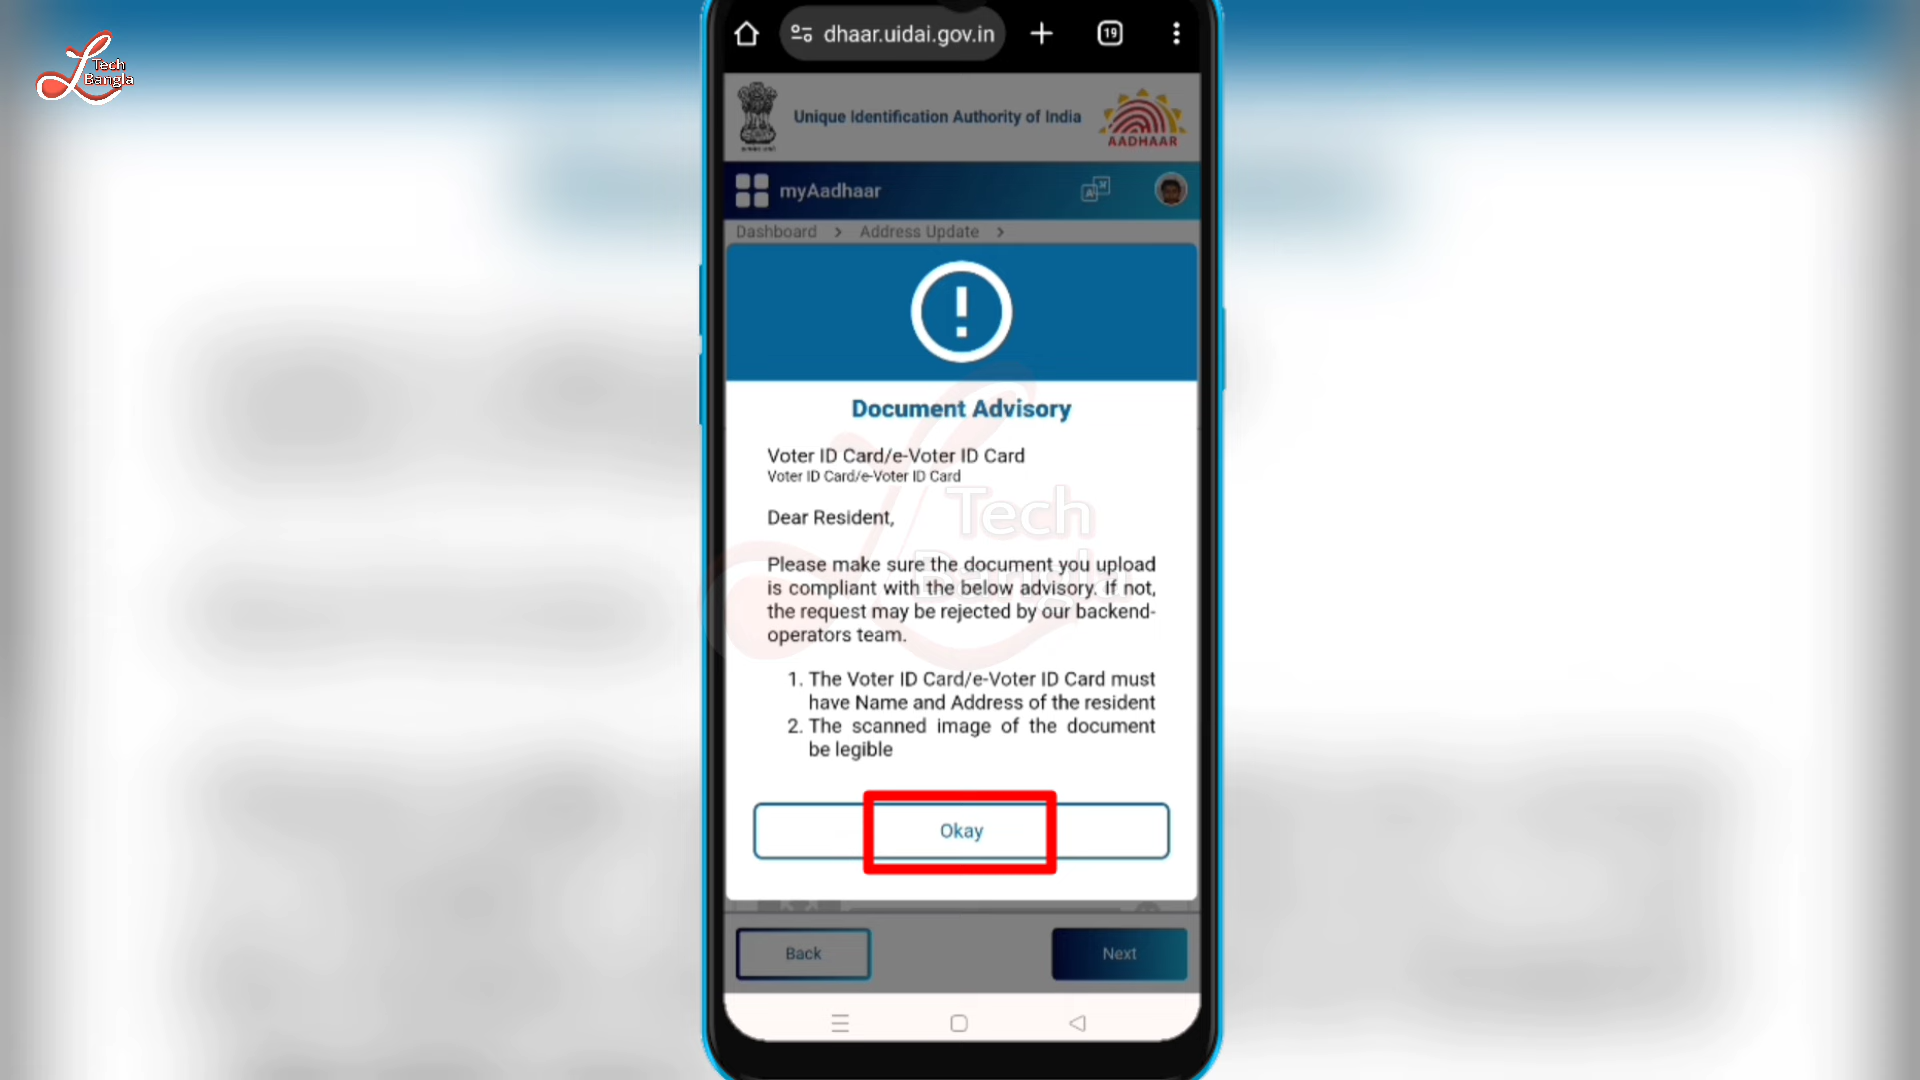 Tech
Bangla
dhaar.uidai.gov.in
19
Unique Identification Authority of India
AADHAAR
myAadhaar
Dashboard > Address Update >
Document Advisory
Voter ID Card/e-Voter ID Card
Voter ID Card/e-Voter ID Card
Dear Resident,
Tech
Bangla
Please make sure the document you upload
is compliant with the below advisory. If not,
the request may be rejected by our backend-
operators team.
1. The Voter ID Card/e-Voter ID Card must
have Name and Address of the resident
2. The scanned image of the document
be legible
Okay
Back
Next